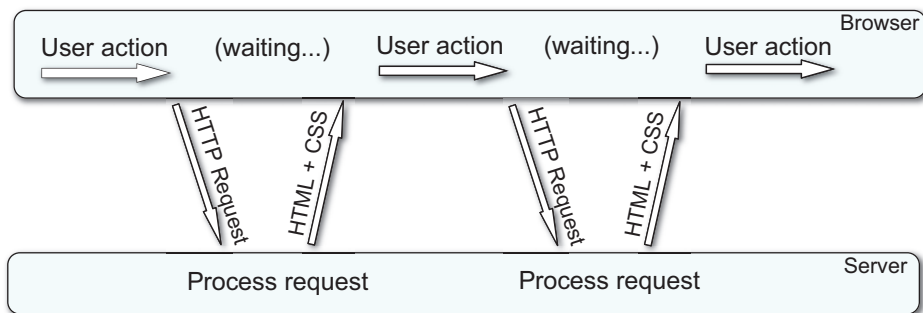 Browser
User action
(waiting...)
User action
(waiting...)
User action
HTTP Request
HTML + CSS
HTTP Request
HTML + CSS
Server
Process request
Process request